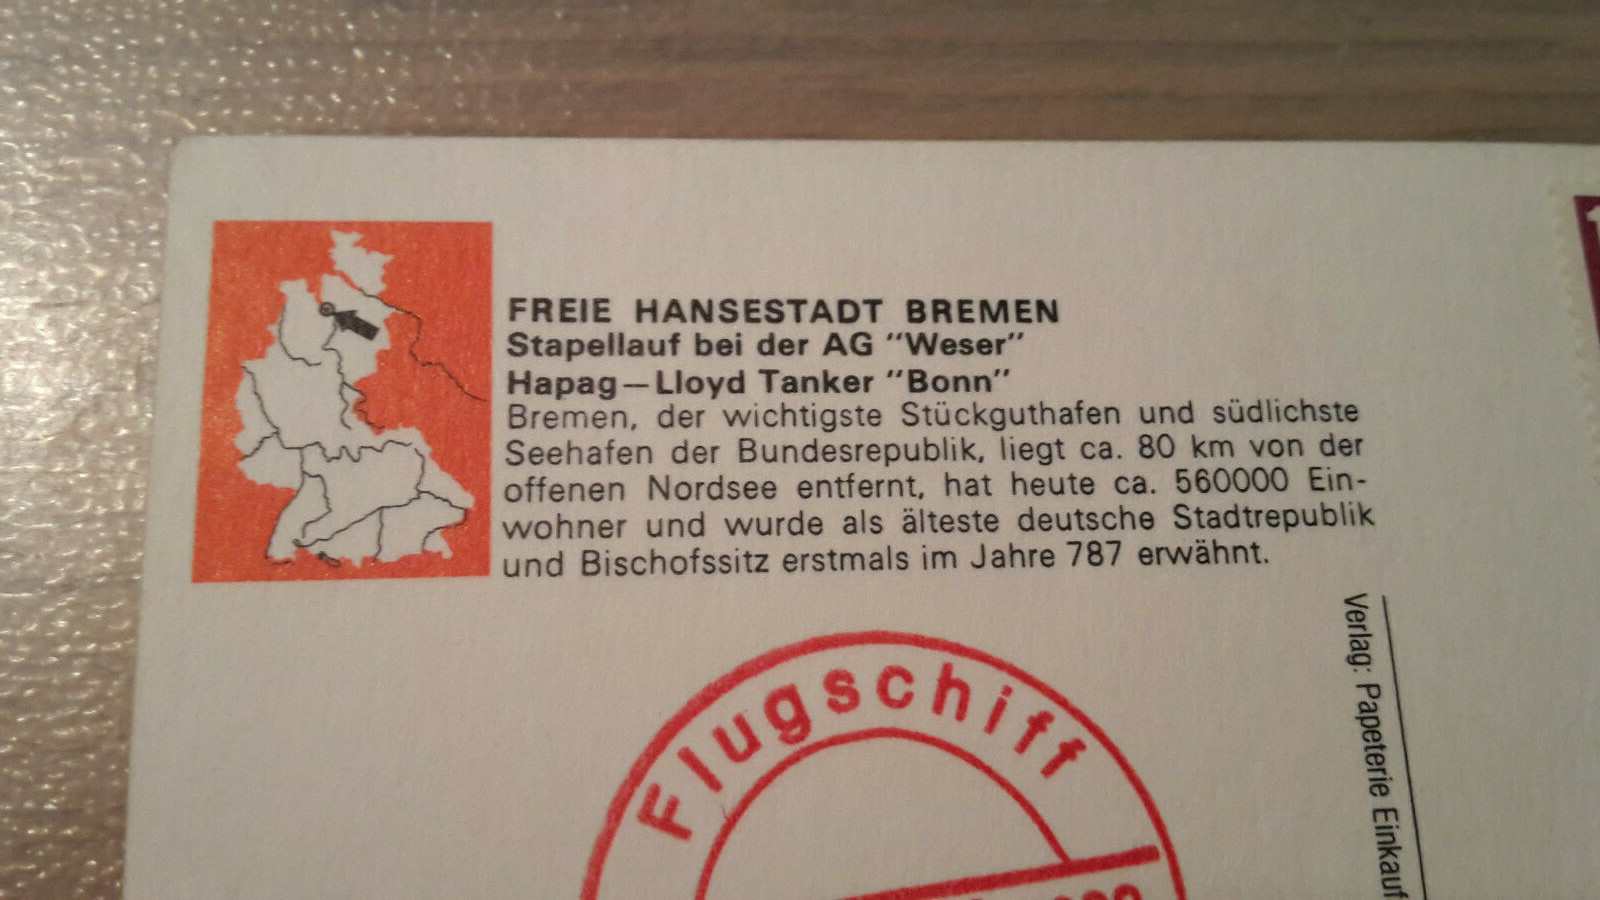 FREIE HANSESTADT BREMEN
Stapellauf bei der AG "Weser"
Hapag—Lloyd Tanker "Bonn"
Bremen, der wichtigste Stückguthafen und südlichste
Seehafen der Bundesrepublik, liegt ca. 80 km von der
offenen Nordsee entfernt, hat heute ca. 560000 Ein-
wohner und wurde als älteste deutsche Stadtrepublik
und Bischofssitz erstmals im Jahre 787 erwähnt.
Verlag: Papeterie Einkauf
Flugschiff